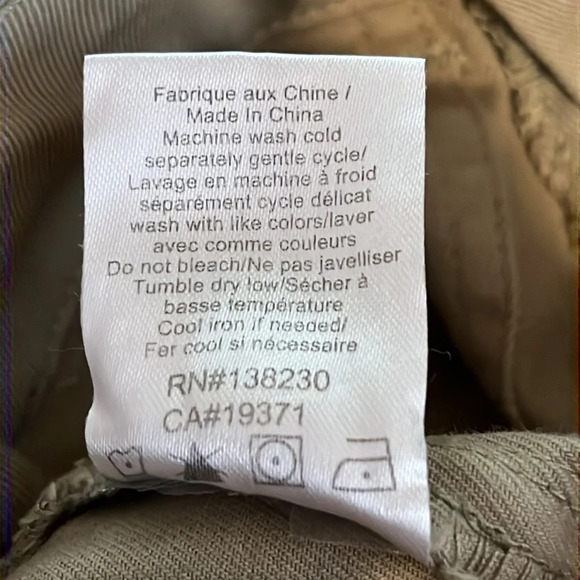 Fabrique aux Chine /
Made In China
Machine wash cold
separately gentle cycle/
Lavage en machine à froid
séparément cycle délicat
wash with like colors/laver
avec comme couleurs
Do not bleach/Ne pas javelliser
Tumble dry low/Sécher à
basse température
Cool iron if needed/
Fer cool si nécessaire
RN#138230
CA#19371